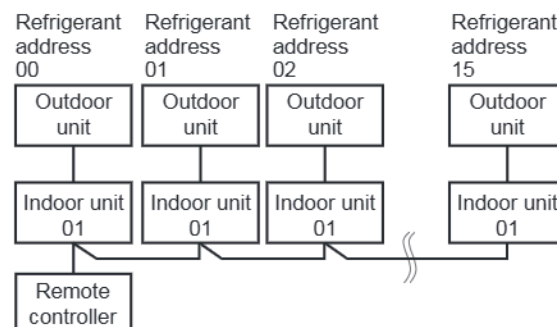 Refrigerant
address
00
Refrigerant
address
01
Refrigerant
address
02
Refrigerant
address
15
Outdoor
unit
Outdoor
unit
Outdoor
unit
Outdoor
unit
Indoor unit
01
Indoor unit
01
Indoor unit
01
Indoor unit
01
Remote
controller